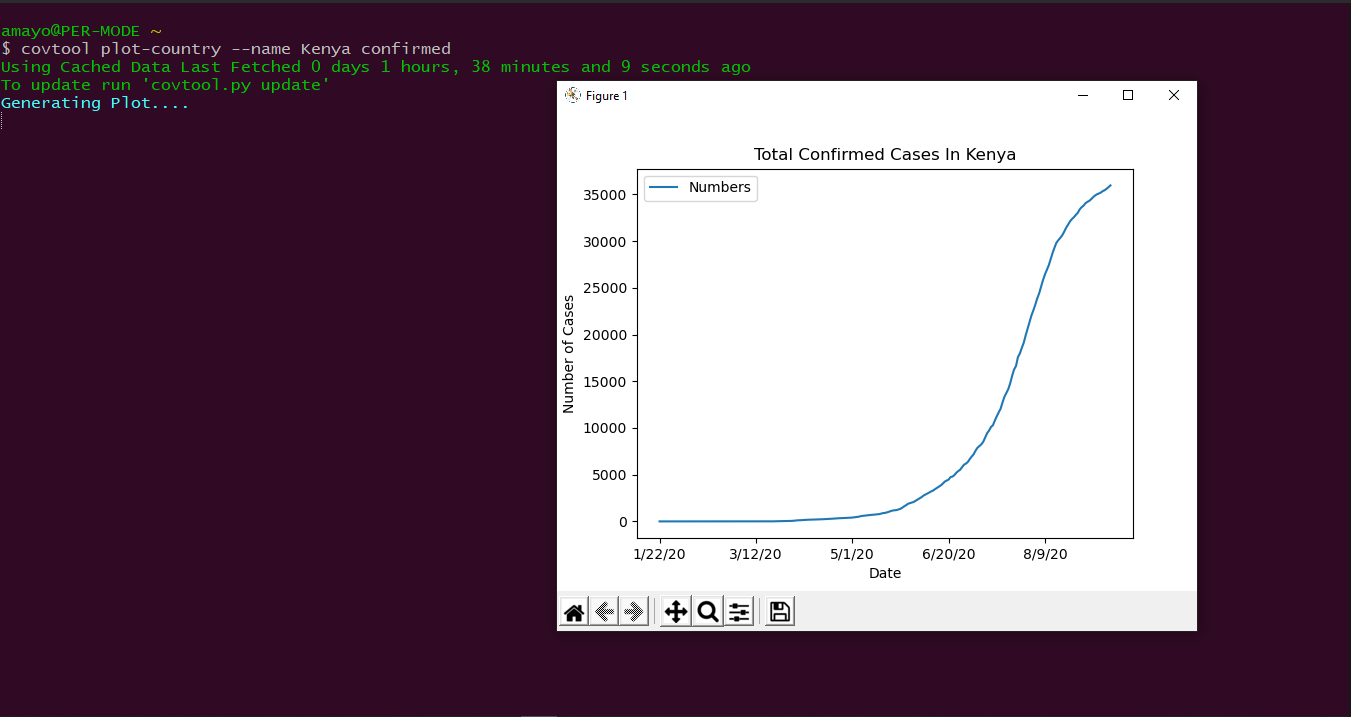 amayo@PER-MODE ~
$ covtool plot-country --name Kenya confirmed
Using Cached Data Last Fetched 0 days 1 hours, 38 minutes and 9 seconds ago
To update run 'covtool.py update'
Generating Plot....
Figure 1
Total Confirmed Cases In Kenya
Numbers
35000
30000
25000
20000
15000
10000
5000
0
Number of Cases
1/22/20 3/12/20 5/1/20 6/20/20 8/9/20
Date